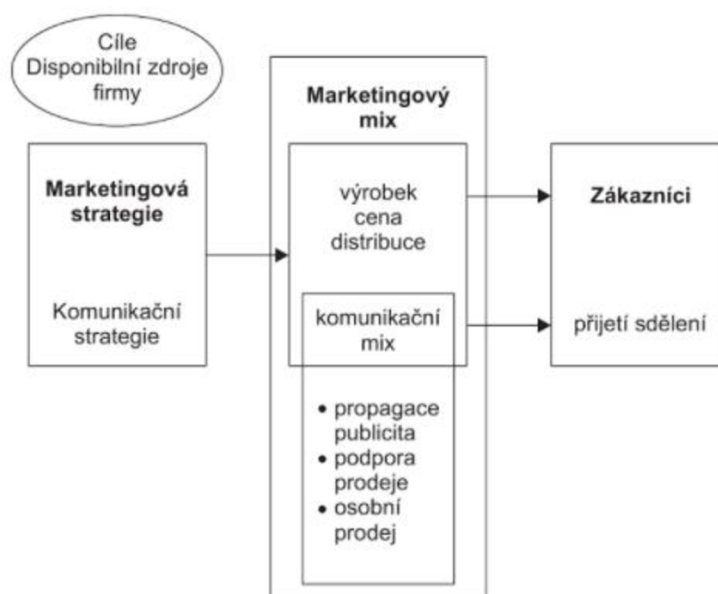 Cíle
Disponibilní zdroje
firmy
Marketingová
strategie
Komunikační
strategie
Marketingový
mix
výrobek
cena
distribuce
komunikační
mix
• propagace
publicita
• podpora
prodeje
• osobní
prodej
Zákazníci
přijetí sdělení